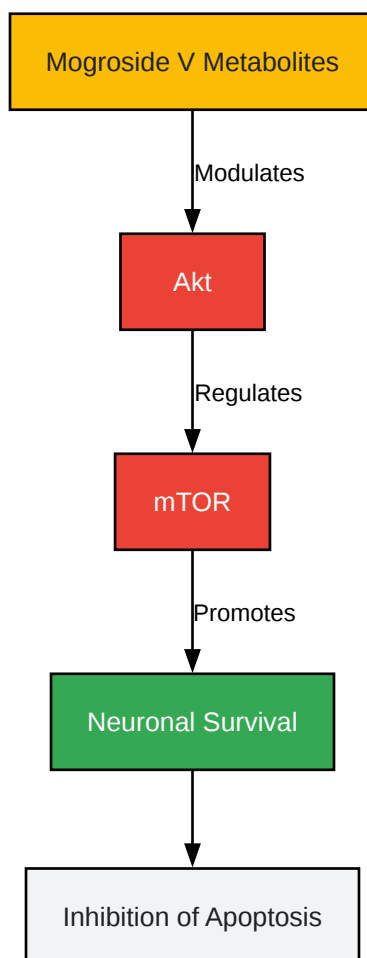 Mogroside V Metabolites
Modulates
Akt
Regulates
mTOR
Promotes
Neuronal Survival
Inhibition of Apoptosis